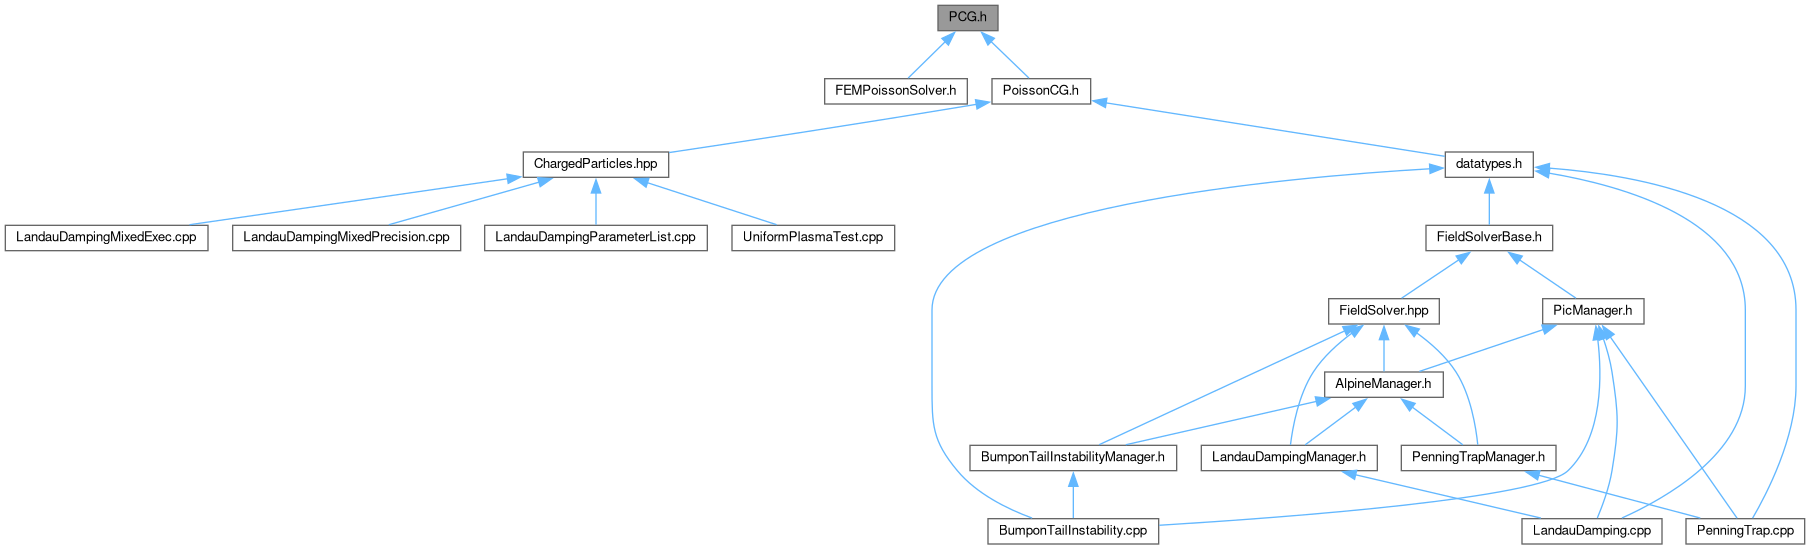 PCG.h
FEMPoissonSolver.h
PoissonCG.h
ChargedParticles.hpp
datatypes.h
LandauDampingMixedExec.cpp
LandauDampingMixedPrecision.cpp
LandauDampingParameterList.cpp
UniformPlasmaTest.cpp
FieldSolverBase.h
FieldSolver.hpp
PicManager.h
AlpineManager.h
BumponTailInstabilityManager.h
LandauDampingManager.h
PenningTrapManager.h
BumponTailInstability.cpp
LandauDamping.cpp
PenningTrap.cpp